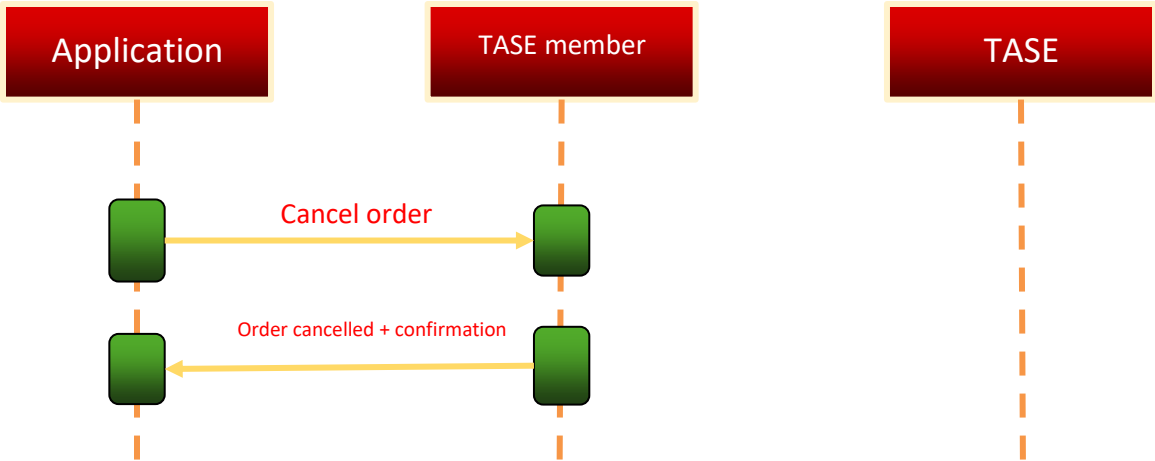 Application
TASE member
TASE
Cancel order
Order cancelled + confirmation